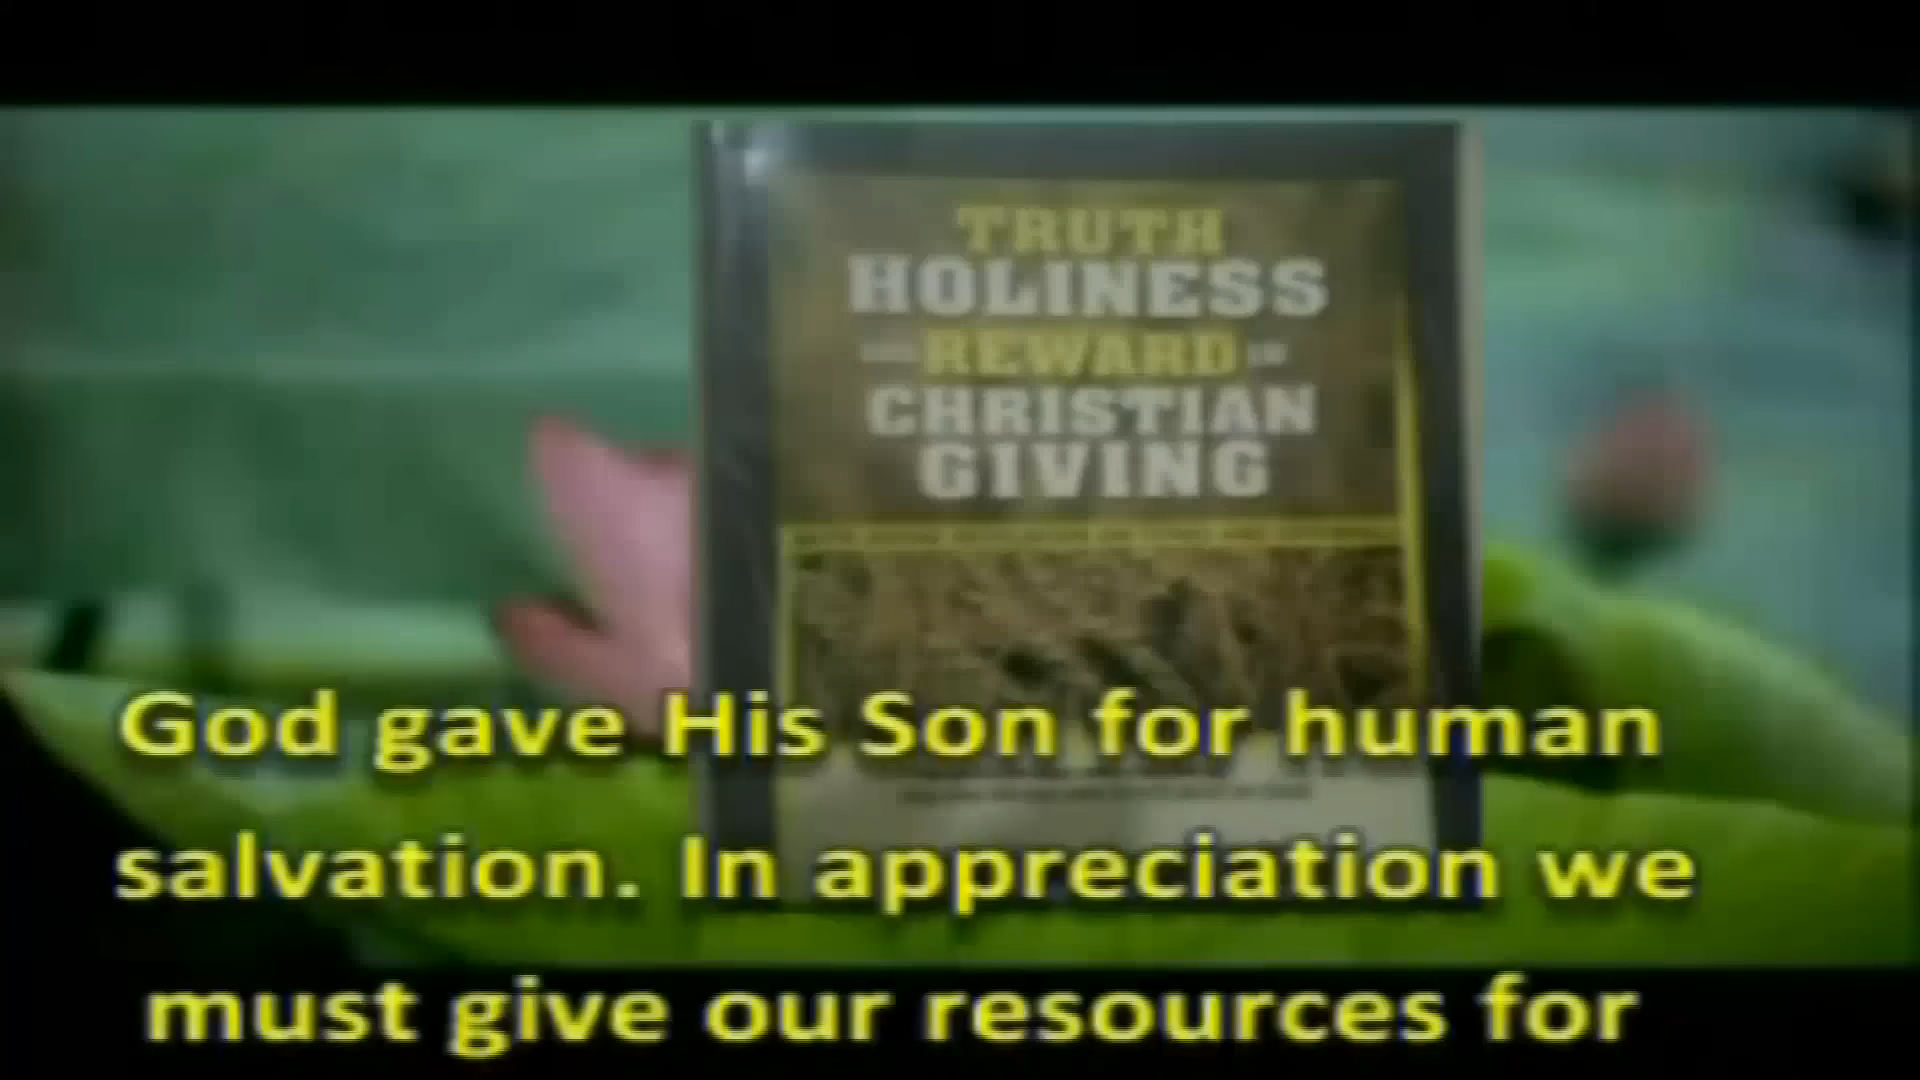 TRUTH
HOLINESS
REWARD
CHRISTIAN
GIVING
God gave His Son for human
salvation. In appreciation we
must give our resources for